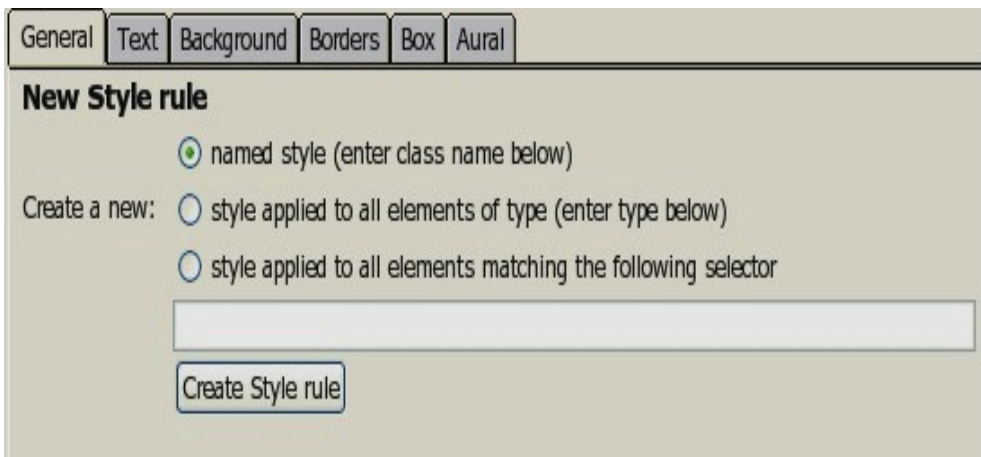 General Text Background Borders Box Aural
New Style rule
named style (enter class name below)
Create a new: style applied to all elements of type (enter type below)
style applied to all elements matching the following selector
Create Style rule